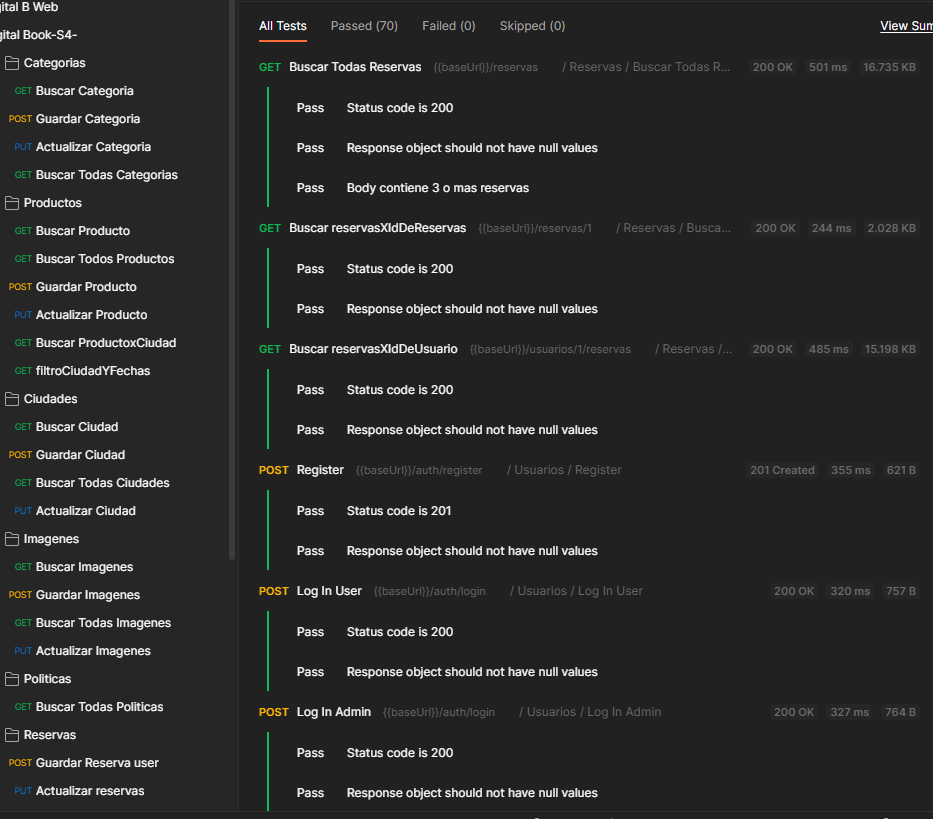 gital B Web
gital Book-S4-
Categorias
GET Buscar Categoria
POST Guardar Categoria
PUT Actualizar Categoria
GET Buscar Todas Categorias
Productos
GET Buscar Producto
GET Buscar Todos Productos
POST Guardar Producto
PUT Actualizar Producto
GET Buscar ProductoxCiudad
GET filtroCiudadYFechas
Ciudades
GET Buscar Ciudad
POST Guardar Ciudad
GET Buscar Todas Ciudades
PUT Actualizar Ciudad
Imagenes
GET Buscar Imagenes
POST Guardar Imagenes
GET Buscar Todas Imagenes
PUT Actualizar Imagenes
Politicas
GET Buscar Todas Politicas
Reservas
POST Guardar Reserva user
PUT Actualizar reservas
All Tests Passed (70) Failed (0) Skipped (0) View Sum
GET Buscar Todas Reservas {{baseUrl}}/reservas / Reservas / Buscar Todas R... 200 OK 501 ms 16.735 KB
Pass Status code is 200
Pass Response object should not have null values
Pass Body contiene 3 o mas reservas
GET Buscar reservasXIdDeReservas {{baseUrl}}/reservas/1 / Reservas / Busca... 200 OK 244 ms 2.028 KB
Pass Status code is 200
Pass Response object should not have null values
GET Buscar reservasXIdDeUsuario {{baseUrl}}/usuarios/1/reservas / Reservas /... 200 OK 485 ms 15.198 KB
Pass Status code is 200
Pass Response object should not have null values
POST Register {{baseUrl}}/auth/register / Usuarios / Register 201 Created 355 ms 621 B
Pass Status code is 201
Pass Response object should not have null values
POST Log In User {{baseUrl}}/auth/login / Usuarios / Log In User 200 OK 320 ms 757 B
Pass Status code is 200
Pass Response object should not have null values
POST Log In Admin {{baseUrl}}/auth/login / Usuarios / Log In Admin 200 OK 327 ms 764 B
Pass Status code is 200
Pass Response object should not have null values